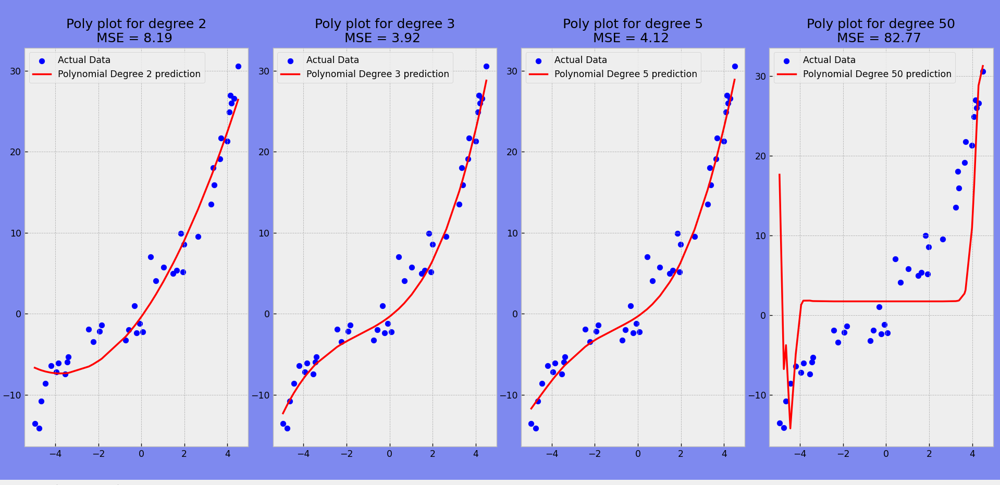 Poly plot for degree 2
MSE = 8.19
Actual Data
Polynomial Degree 2 prediction
30
20
10
0
−10
−4 −2 0 2 4
Poly plot for degree 3
MSE = 3.92
Actual Data
Polynomial Degree 3 prediction
30
20
10
0
−10
−4 −2 0 2 4
Poly plot for degree 5
MSE = 4.12
Actual Data
Polynomial Degree 5 prediction
30
20
10
0
−10
−4 −2 0 2 4
Poly plot for degree 50
MSE = 82.77
Actual Data
Polynomial Degree 50 prediction
30
20
10
0
−10
−4 −2 0 2 4